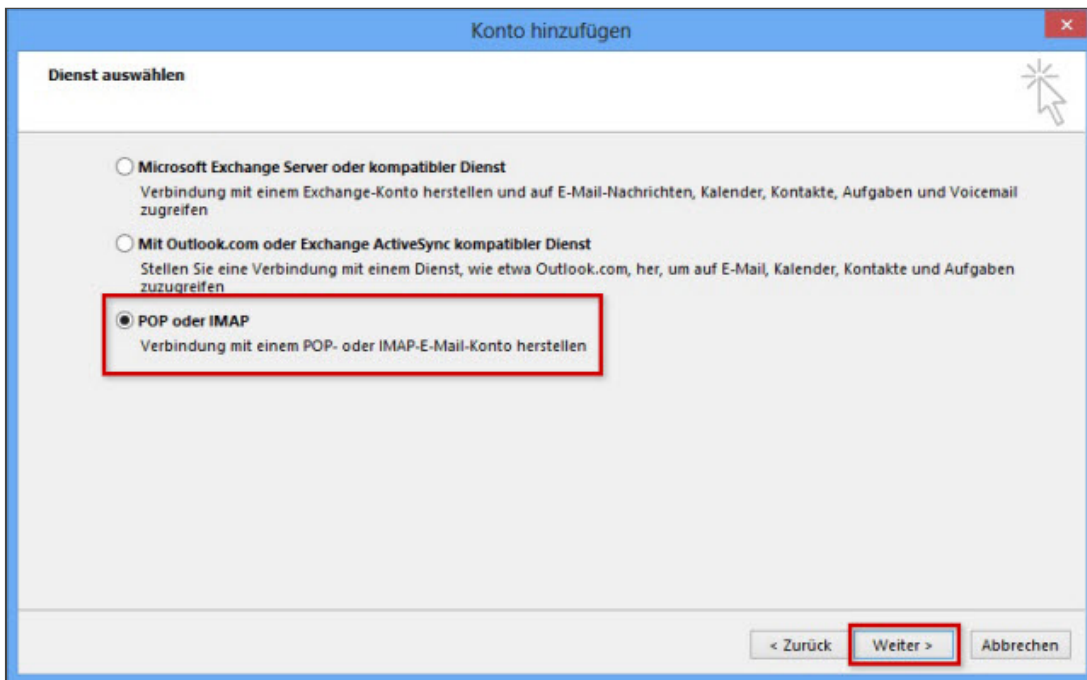 Konto hinzufügen
Dienst auswählen
Microsoft Exchange Server oder kompatibler Dienst
Verbindung mit einem Exchange-Konto herstellen und auf E-Mail-Nachrichten, Kalender, Kontakte, Aufgaben und Voicemail
zugreifen
Mit Outlook.com oder Exchange ActiveSync kompatibler Dienst
Stellen Sie eine Verbindung mit einem Dienst, wie etwa Outlook.com, her, um auf E-Mail, Kalender, Kontakte und Aufgaben
zuzugreifen
POP oder IMAP
Verbindung mit einem POP- oder IMAP-E-Mail-Konto herstellen
< Zurück Weiter > Abbrechen